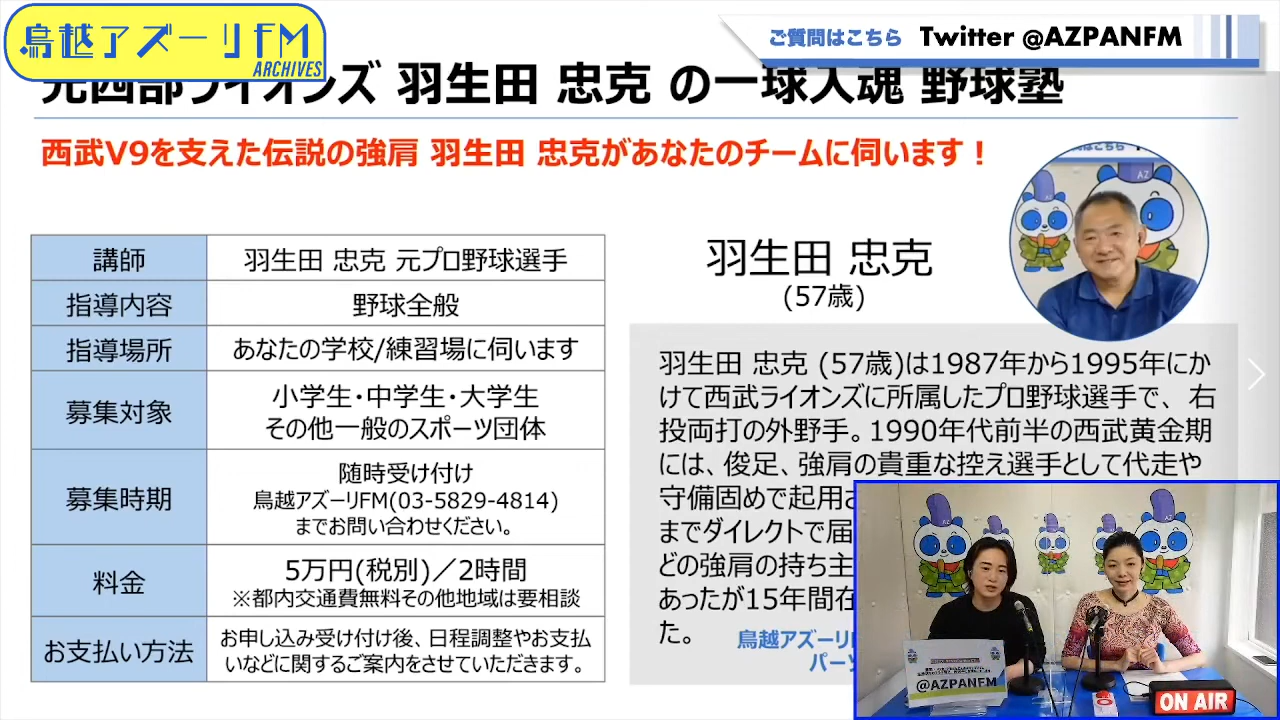 鳥越アズーリFM
ARCHIVES
ご質問はこちら Twitter @AZPANFM
元西部ライオンズ 羽生田 忠克 の一球入魂 野球塾
西武V9を支えた伝説の強肩 羽生田 忠克があなたのチームに伺います！
講師 羽生田 忠克 元プロ野球選手
指導内容 野球全般
指導場所 あなたの学校/練習場に伺います
募集対象 小学生・中学生・大学生
その他一般のスポーツ団体
募集時期 随時受け付け
鳥越アズーリFM(03-5829-4814)
までお問い合わせください。
料金 5万円(税別)／2時間
※都内交通費無料その他地域は要相談
お支払い方法 お申し込み受け付け後、日程調整やお支払
いなどに関するご案内をさせていただきます。
羽生田 忠克
(57歳)
はこちら
AZ
羽生田 忠克 (57歳)は1987年から1995年にか
けて西武ライオンズに所属したプロ野球選手で、右
投両打の外野手。1990年代前半の西武黄金期
には、俊足、強肩の貴重な控え選手として代走や
守備固めで起用さ
までダイレクトで届
どの強肩の持ち主
あったが15年間在
た。
鳥越アズーリ
パーソ
@AZPANFM
ON AIR